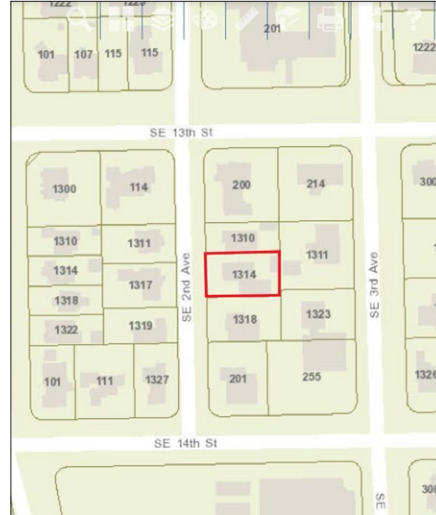 1222 1223
201
101 107 115 115
1222
SE 13th St
1300 114 200 214 300
1310 1311 1310
1311
1314 1317 1314
1318
1322 1319 1318 1323
SE 2nd Ave
SE 3rd Ave
101 111 1327 201 255 1326
SE 14th St
SE
300